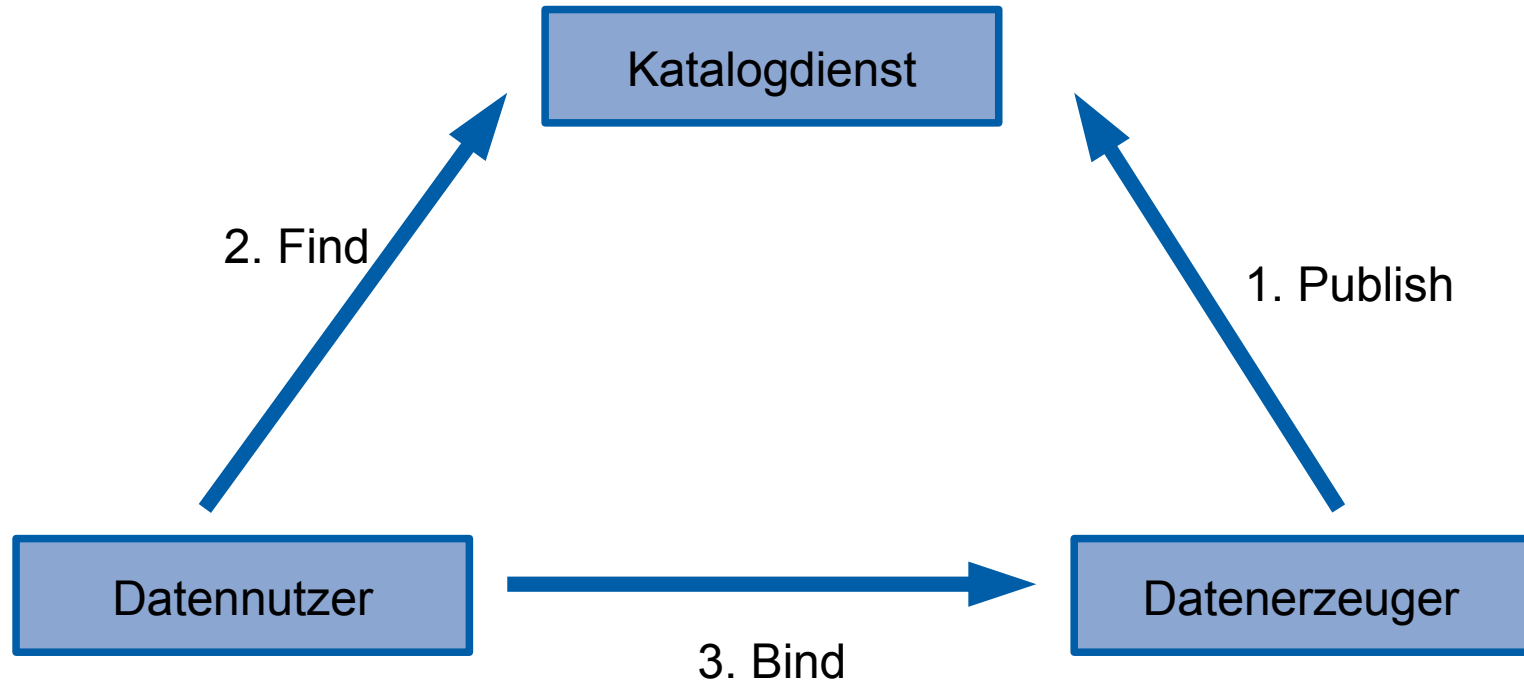 Katalogdienst
2. Find
1. Publish
Datennutzer
Datenerzeuger
3. Bind